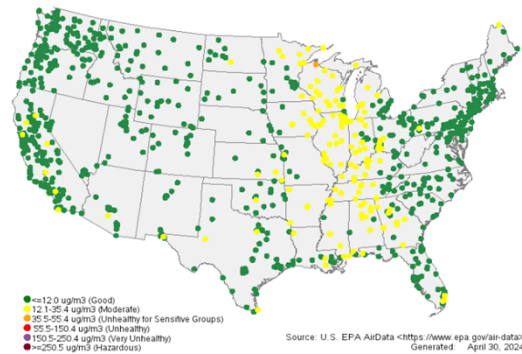 <=12.0 ug/m3 (Good)
12.1-35.4 ug/m3 (Moderate)
35.5-55.4 ug/m3 (Unhealthy for Sensitive Groups)
55.5-150.4 ug/m3 (Unhealthy)
150.5-250.4 ug/m3 (Very Unhealthy)
>=250.5 ug/m3 (Hazardous)
Source: U.S. EPA AirData <https://www.epa.gov/air-data>
Generated: April 30, 2024